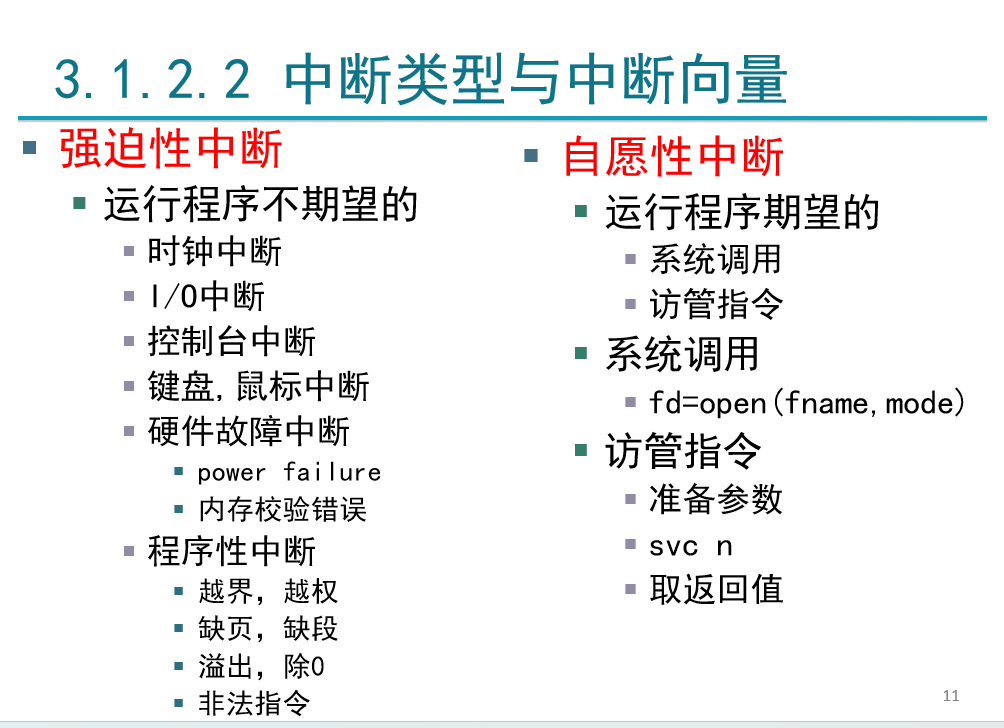 3.1.2.2 中断类型与中断向量
强迫性中断
运行程序不期望的
时钟中断
I/O中断
控制台中断
键盘,鼠标中断
硬件故障中断
power failure
内存校验错误
程序性中断
越界，越权
缺页，缺段
溢出，除0
非法指令
自愿性中断
运行程序期望的
系统调用
访管指令
系统调用
fd=open(fname,mode)
访管指令
准备参数
svc n
取返回值
11